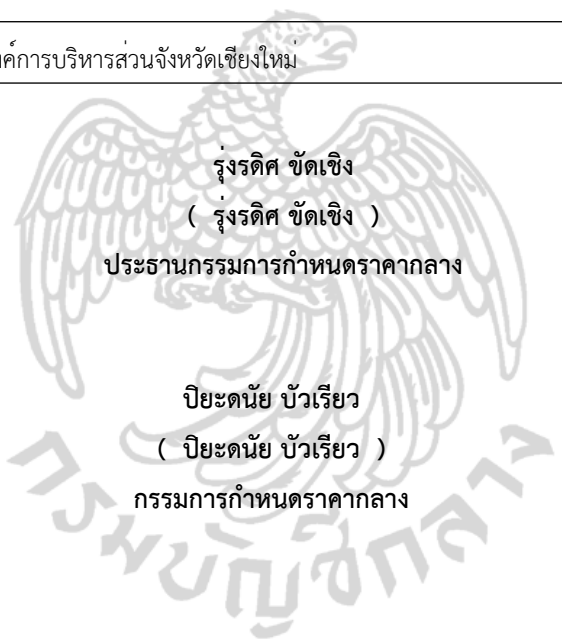 ค์การบริหารส่วนจังหวัดเชียงใหม่
รุ่งรดิศ ขัดเชิง
( รุ่งรดิศ ขัดเชิง )
ประธานกรรมการกำหนดราคากลาง
ปิยะดนัย บัวเรียว
( ปิยะดนัย บัวเรียว )
กรรมการกำหนดราคากลาง
กรมบัญชีกลาง